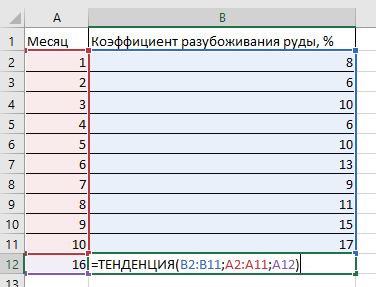 A B
1 Месяц Коэффициент разубоживания руды, %
2 1 8
3 2 6
4 3 10
5 4 6
6 5 10
7 6 13
8 7 9
9 8 11
10 9 15
11 10 17
12 16 =ТЕНДЕНЦИЯ(B2:B11;A2:A11;A12)
13